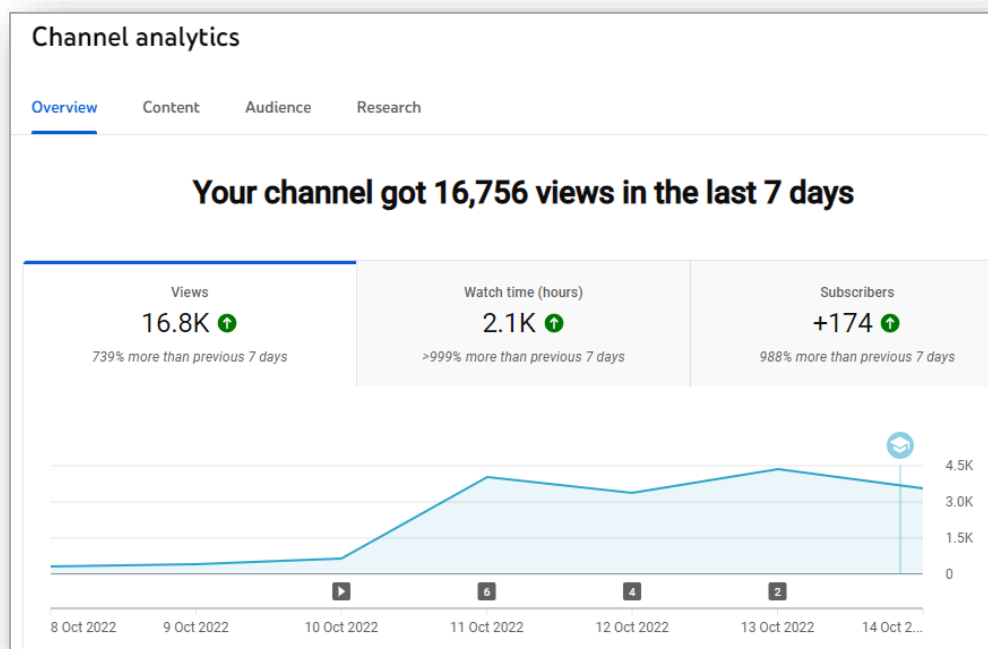 Channel analytics
Overview Content Audience Research
Your channel got 16,756 views in the last 7 days
Views Watch time (hours) Subscribers
16.8K 2.1K +174
739% more than previous 7 days >999% more than previous 7 days 988% more than previous 7 days
4.5K
3.0K
1.5K
0
6 4 2
8 Oct 2022 9 Oct 2022 10 Oct 2022 11 Oct 2022 12 Oct 2022 13 Oct 2022 14 Oct 2...